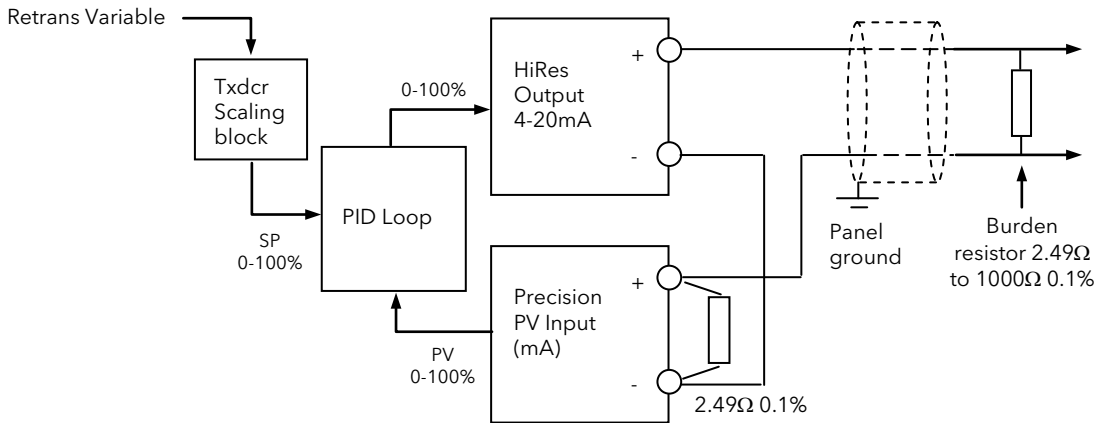 Retrans Variable
Txdcr
Scaling
block
SP
0-100%
PID Loop
0-100%
PV
0-100%
HiRes
Output
4-20mA
+
-
Precision
PV Input
(mA)
+
-
2.49Ω 0.1%
Panel
ground
Burden
resistor 2.49Ω
to 1000Ω 0.1%